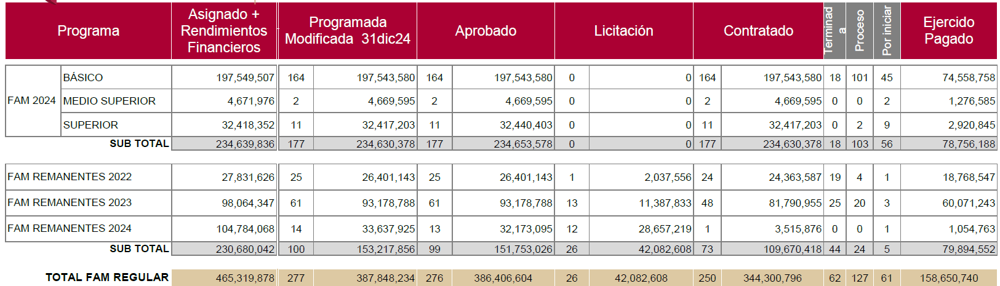 Programa Asignado + Rendimientos Financieros Programada Modificada 31dic24 Aprobado Licitación Contratado Terminada Proceso Por iniciar Ejercido Pagado
FAM 2024
BÁSICO 197,549,507 164 197,543,580 164 197,543,580 0 0 164 197,543,580 18 101 45 74,558,758
MEDIO SUPERIOR 4,671,976 2 4,669,595 2 4,669,595 0 0 2 4,669,595 0 0 2 1,276,585
SUPERIOR 32,418,352 11 32,417,203 11 32,440,403 0 0 11 32,417,203 0 2 9 2,920,845
SUB TOTAL 234,639,836 177 234,630,378 177 234,653,578 0 0 177 234,630,378 18 103 56 78,756,188
FAM REMANENTES 2022 27,831,626 25 26,401,143 25 26,401,143 1 2,037,556 24 24,363,587 19 4 1 18,768,547
FAM REMANENTES 2023 98,064,347 61 93,178,788 61 93,178,788 13 11,387,833 48 81,790,955 25 20 3 60,071,243
FAM REMANENTES 2024 104,784,068 14 33,637,925 13 32,173,095 12 28,657,219 1 3,515,876 0 0 1 1,054,763
SUB TOTAL 230,680,042 100 153,217,856 99 151,753,026 26 42,082,608 73 109,670,418 44 24 5 79,894,552
TOTAL FAM REGULAR 465,319,878 277 387,848,234 276 386,406,604 26 42,082,608 250 344,300,796 62 127 61 158,650,740